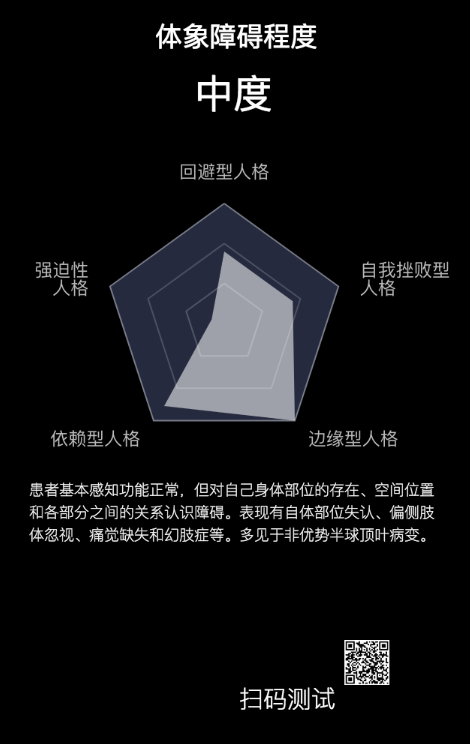 体象障碍程度
中度
回避型人格
强迫性
人格
自我挫败型
人格
依赖型人格
边缘型人格
患者基本感知功能正常，但对自己身体部位的存在、空间位置
和各部分之间的关系认识障碍。表现有自体部位失认、偏侧肢
体忽视、痛觉缺失和幻肢症等。多见于非优势半球顶叶病变。
扫码测试